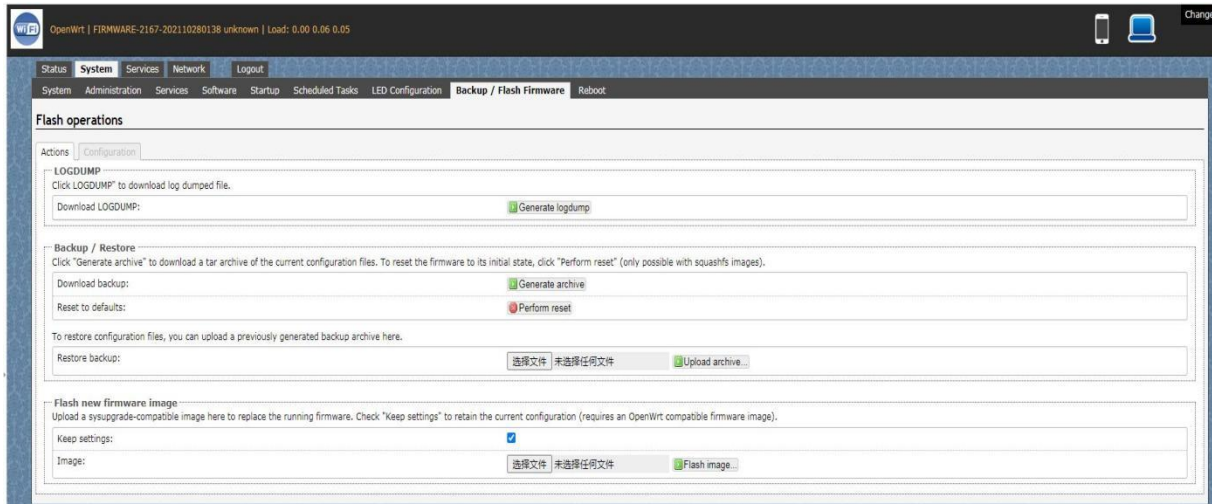 WiFi
OpenWrt | FIRMWARE-2167-202110280138 unknown | Load: 0.00 0.06 0.05
Change
Status System Services Network Logout
System Administration Services Software Startup Scheduled Tasks LED Configuration Backup / Flash Firmware Reboot
Flash operations
Actions Configuration
LOGDUMP
Click LOGDUMP" to download log dumped file.
Download LOGDUMP: Generate logdump
Backup / Restore
Click "Generate archive" to download a tar archive of the current configuration files. To reset the firmware to its initial state, click "Perform reset" (only possible with squashfs images).
Download backup: Generate archive
Reset to defaults: Perform reset
To restore configuration files, you can upload a previously generated backup archive here.
Restore backup: 选择文件 未选择任何文件 Upload archive...
Flash new firmware image
Upload a sysupgrade-compatible image here to replace the running firmware. Check "Keep settings" to retain the current configuration (requires an OpenWrt compatible firmware image).
Keep settings:
Image: 选择文件 未选择任何文件 Flash image...